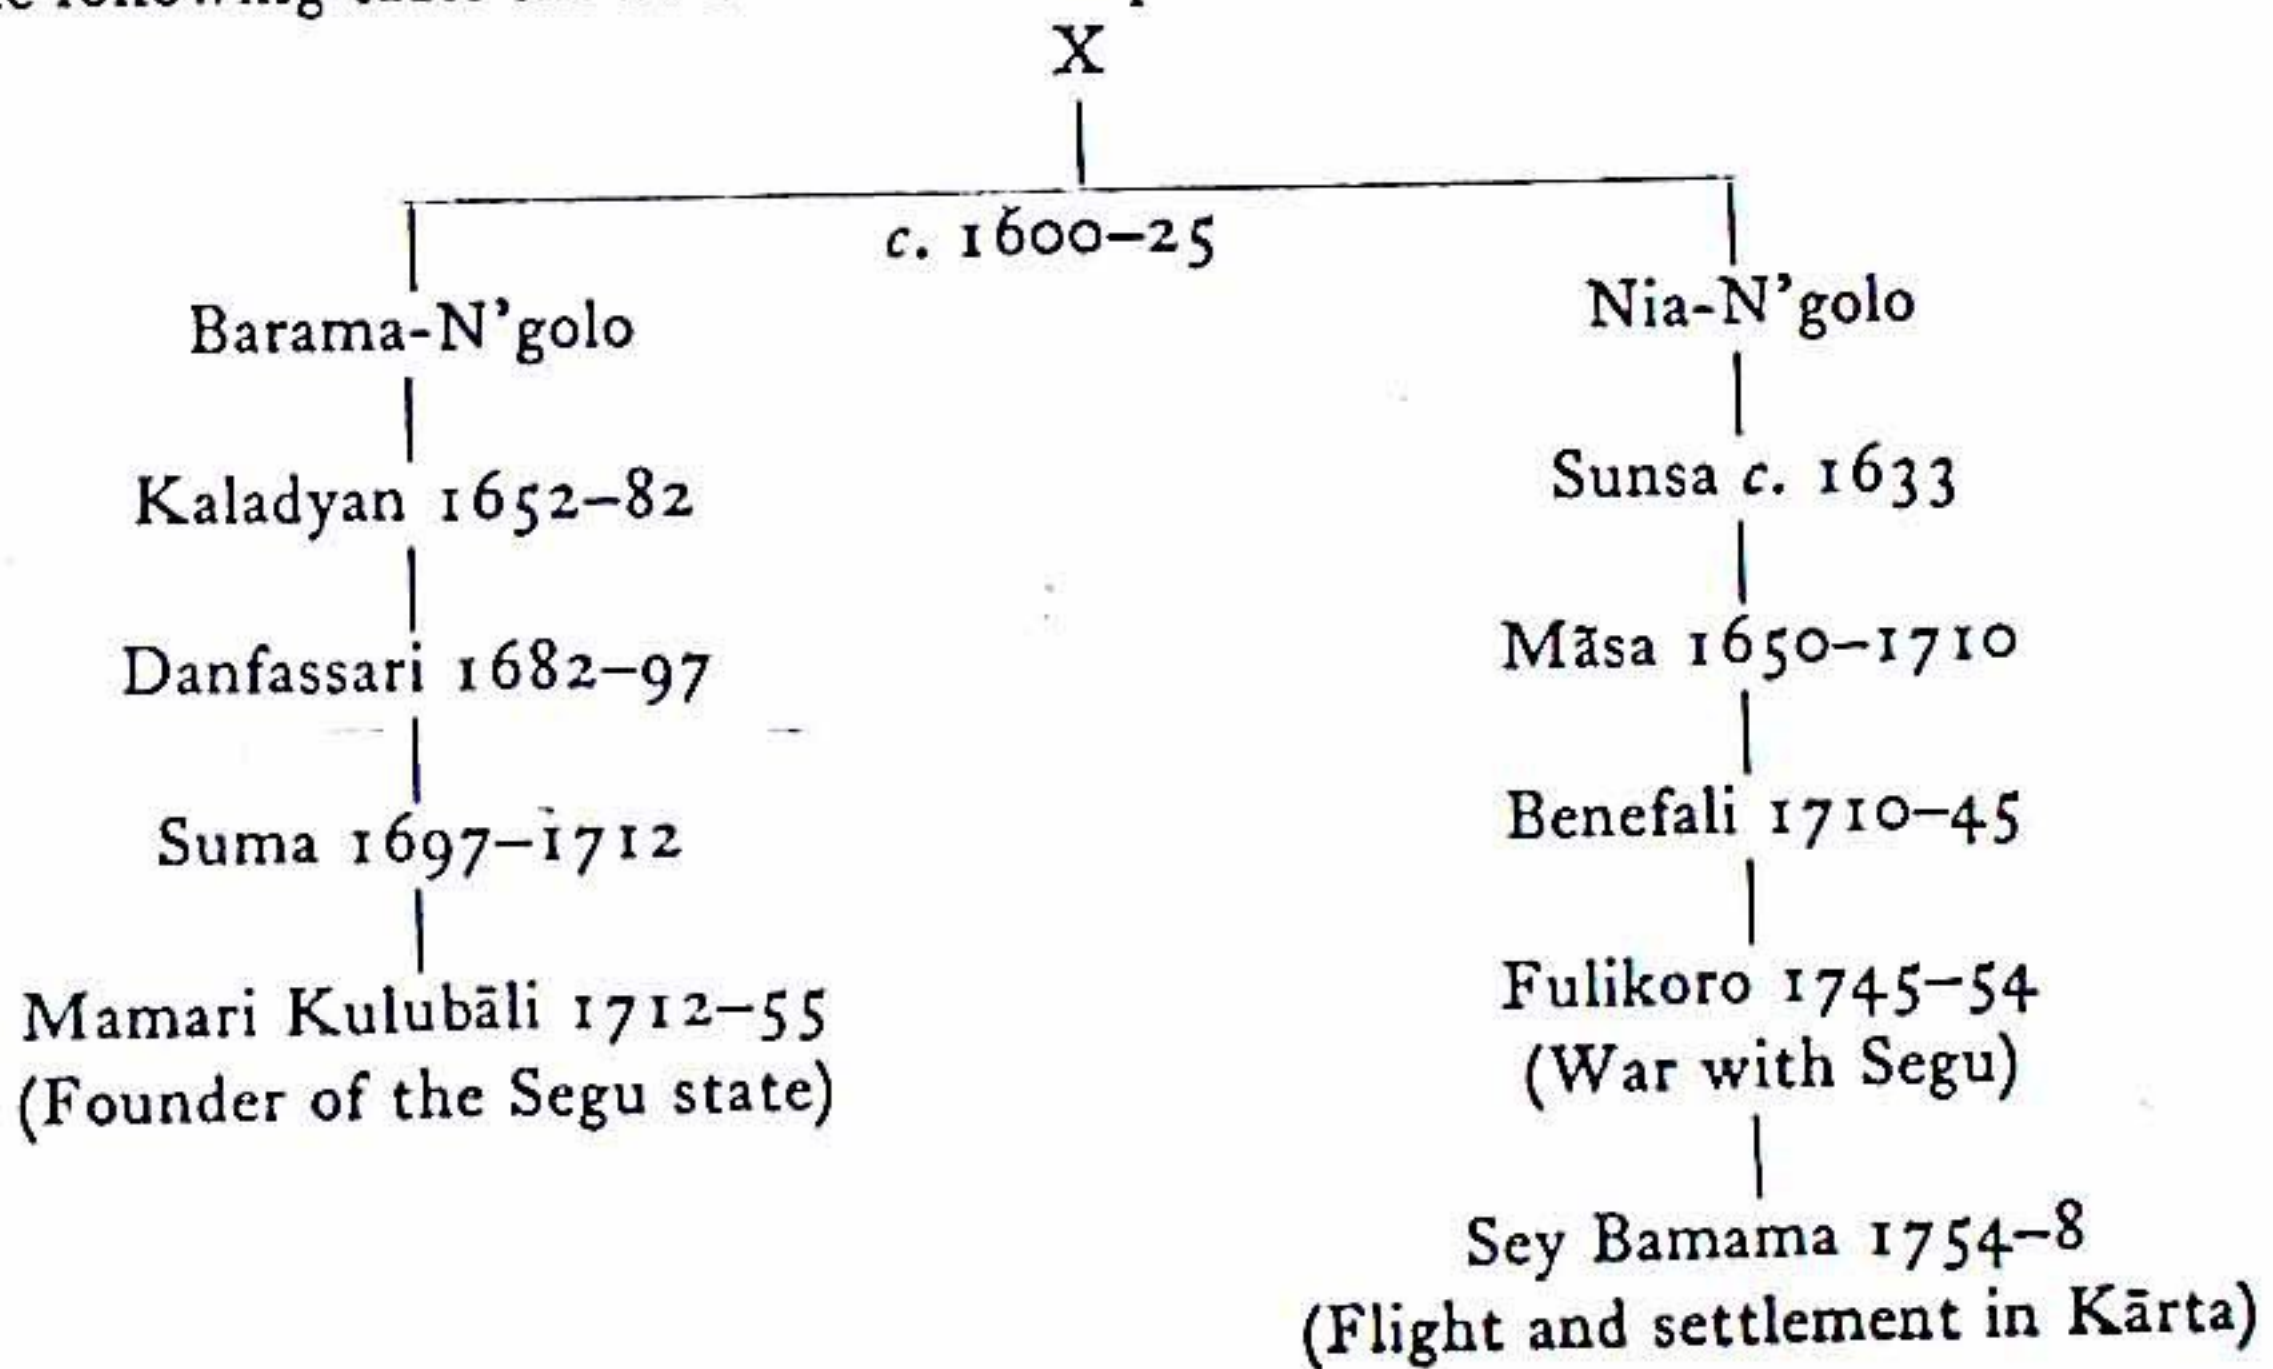 X
c. 1600–25
Barama-N’golo
Kaladyan 1652–82
Danfassari 1682–97
Suma 1697–1712
Mamari Kulubāli 1712–55
(Founder of the Segu state)
Nia-N’golo
Sunsa c. 1633
Māsa 1650–1710
Benefali 1710–45
Fulikoro 1745–54
(War with Segu)
Sey Bamama 1754–8
(Flight and settlement in Kārta)